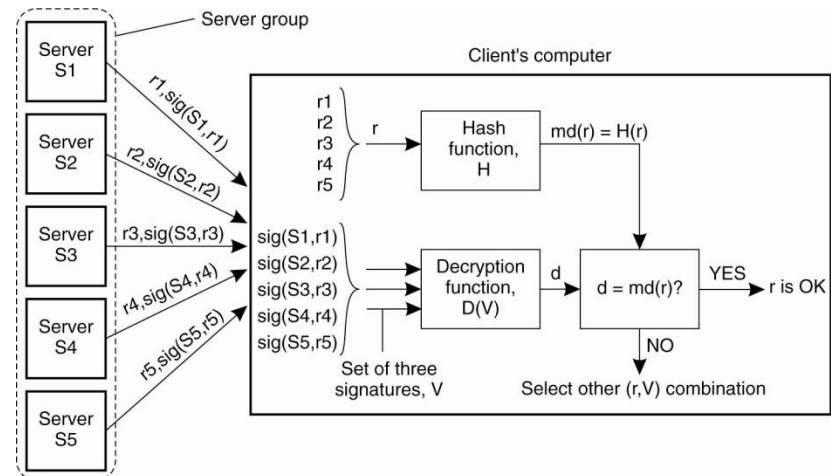 Server group
Server
S1
Server
S2
Server
S3
Server
S4
Server
S5
r1,sig(S1,r1)
r2,sig(S2,r2)
r3,sig(S3,r3)
r4,sig(S4,r4)
r5,sig(S5,r5)
Client's computer
r1
r2
r3
r4
r5
r
Hash
function,
H
md(r) = H(r)
sig(S1,r1)
sig(S2,r2)
sig(S3,r3)
sig(S4,r4)
sig(S5,r5)
Set of three
signatures, V
Decryption
function,
D(V)
d
d = md(r)?
YES
r is OK
NO
Select other (r,V) combination